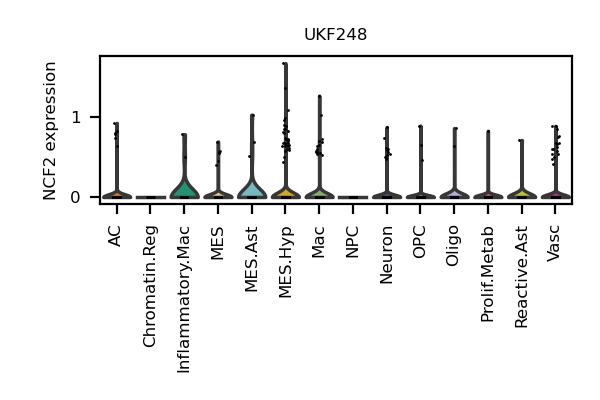 UKF248
NCF2 expression
1
0
AC
Chromatin.Reg
Inflammatory.Mac
MES
MES.Ast
MES.Hyp
Mac
NPC
Neuron
OPC
Oligo
Prolif.Metab
Reactive.Ast
Vasc